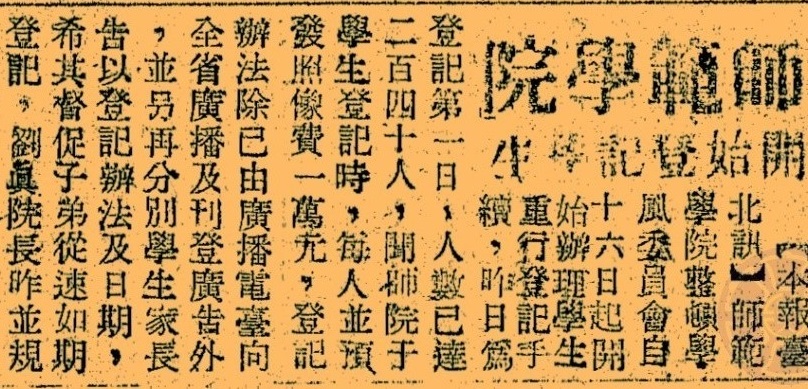 師範學院
開始登記學生
【本報臺
北訊】師範
學院整頓學
風委員會自
十六日起開
始辦理學生
重行登記手
續，昨日爲
登記第一日，人數已達
二百四十人，聞師院于
學生登記時，每人並預
發照像費一萬元，登記
辦法除已由廣播電臺向
全省廣播及刊登廣告外
，並另再分別學生家長
告以登記辦法及日期，
希其督促子弟從速如期
登記，劉眞院長昨並規